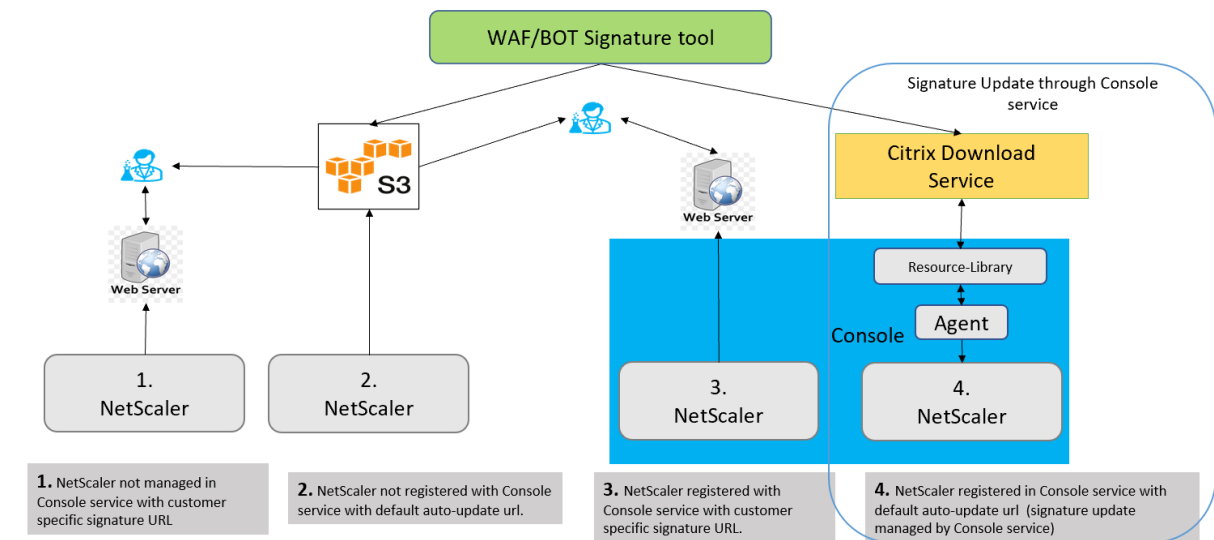 WAF/BOT Signature tool
Signature Update through Console
service
S3
Citrix Download
Service
Web Server
Web Server
Resource-Library
Agent
Console
1.
NetScaler
2.
NetScaler
3.
NetScaler
4.
NetScaler
1. NetScaler not managed in
Console service with customer
specific signature URL
2. NetScaler not registered with Console
service with default auto-update url.
3. NetScaler registered with
Console service with customer
specific signature URL.
4. NetScaler registered in Console service with
default auto-update url (signature update
managed by Console service)